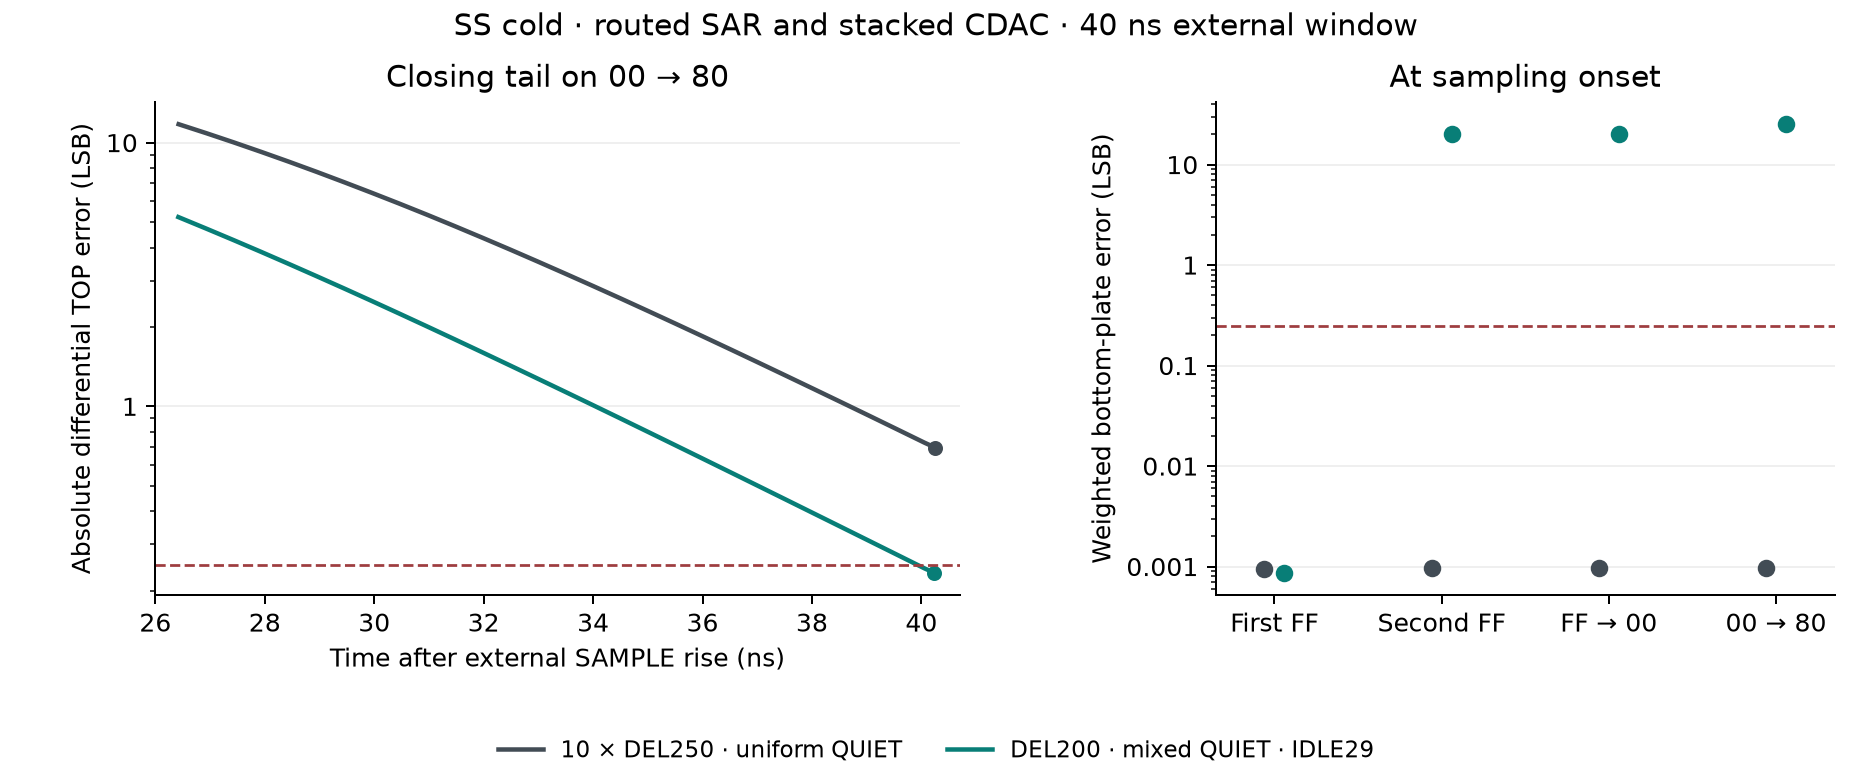 SS cold · routed SAR and stacked CDAC · 40 ns external window
Closing tail on 00 → 80
Absolute differential TOP error (LSB)
10
1
26 28 30 32 34 36 38 40
Time after external SAMPLE rise (ns)
At sampling onset
Weighted bottom-plate error (LSB)
10
1
0.1
0.01
0.001
First FF Second FF FF → 00 00 → 80
10 × DEL250 · uniform QUIET DEL200 · mixed QUIET · IDLE29